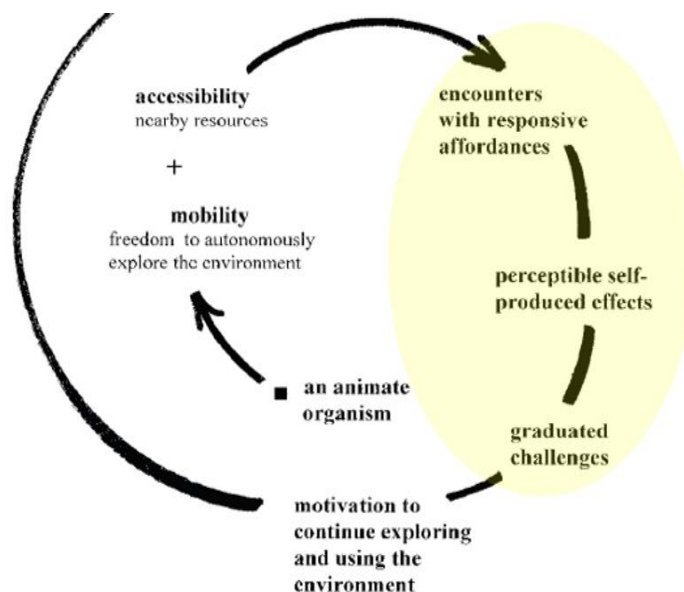 accessibility
nearby resources
+
mobility
freedom to autonomously
explore the environment
an animate
organism
encounters
with responsive
affordances
perceptible self-
produced effects
graduated
challenges
motivation to
continue exploring
and using the
environment